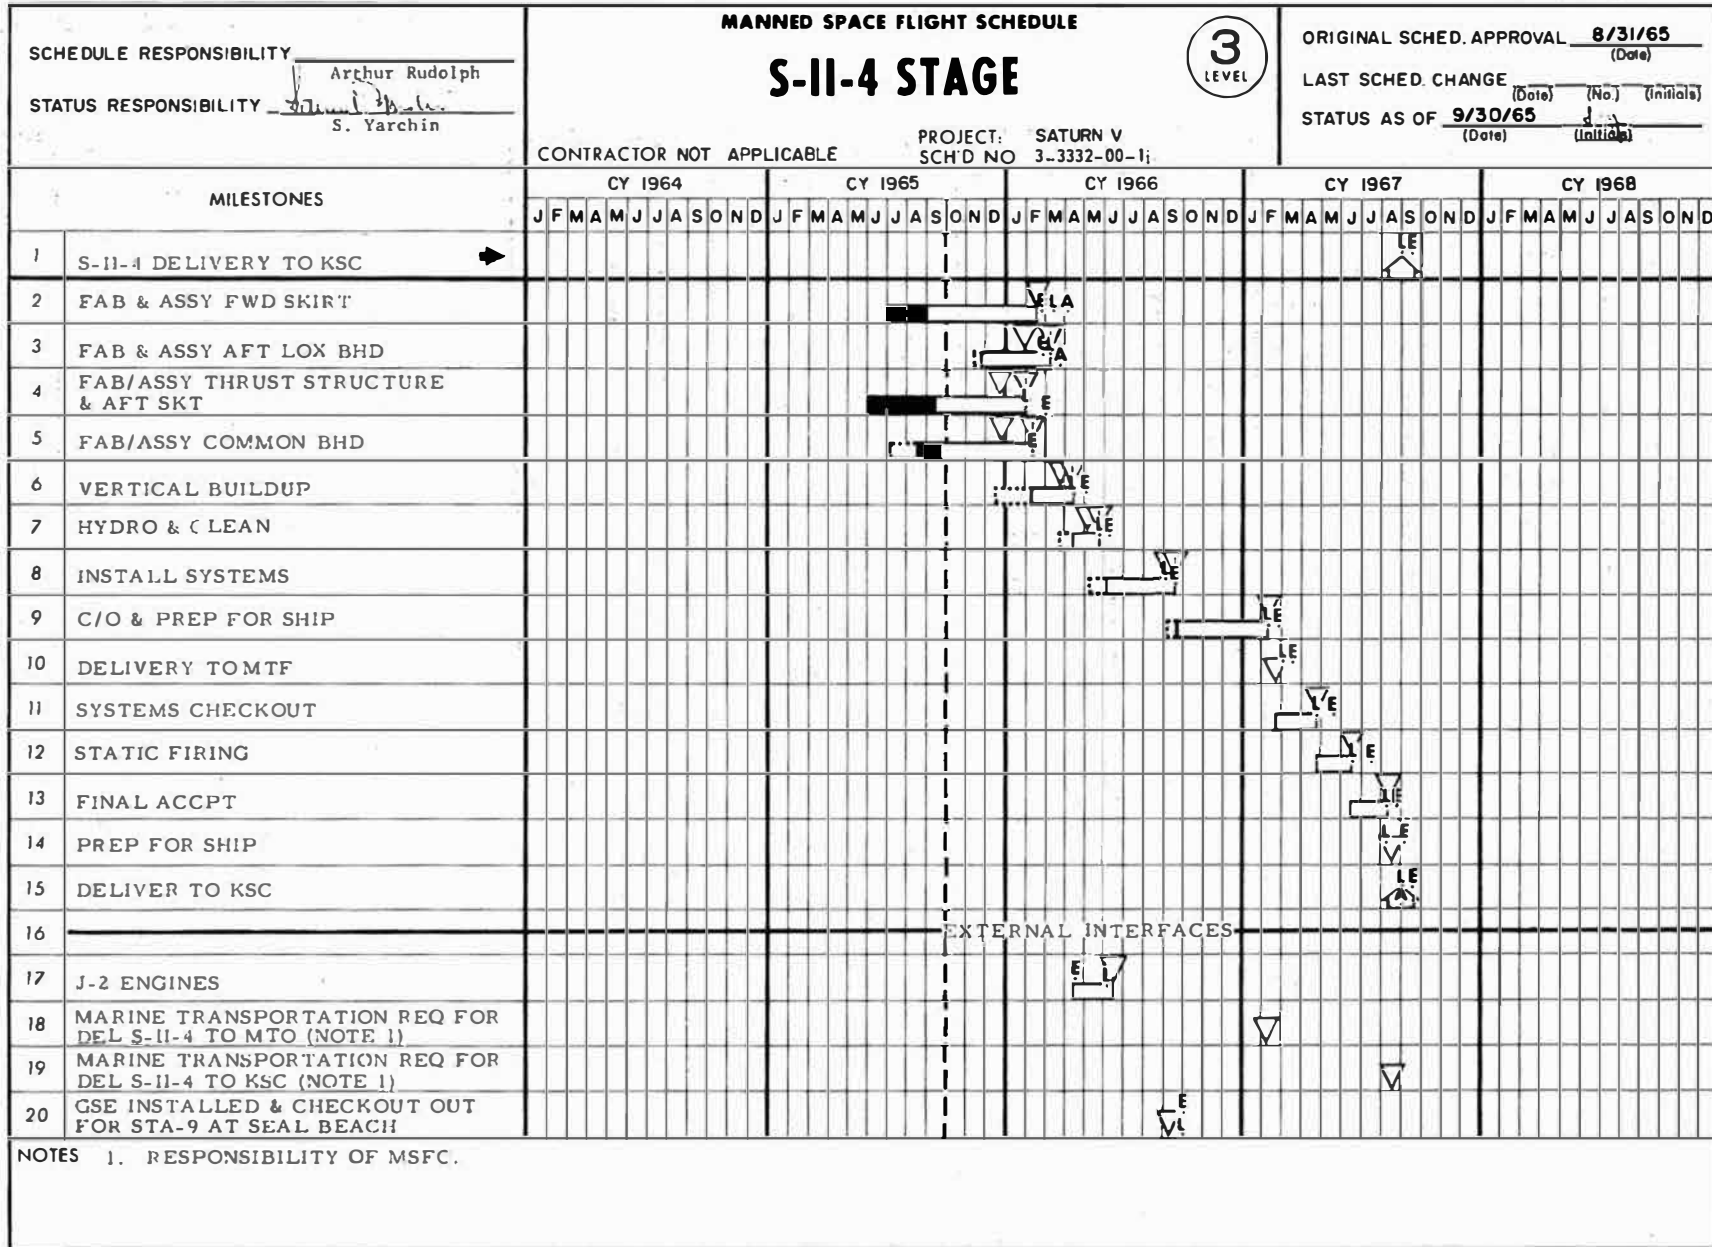 MANNED SPACE FLIGHT SCHEDULE
S-II-4 STAGE
3
LEVEL
SCHEDULE RESPONSIBILITY
Arthur Rudolph
STATUS RESPONSIBILITY
S. Yarchin
CONTRACTOR NOT APPLICABLE
PROJECT: SATURN V
SCH'D NO 3-3332-00-1
ORIGINAL SCHED. APPROVAL 8/31/65
(Date)
LAST SCHED. CHANGE
(Date) (No.) (Initials)
STATUS AS OF 9/30/65
(Date) (Initials)
MILESTONES
CY 1964 CY 1965 CY 1966 CY 1967 CY 1968
J F M A M J J A S O N D J F M A M J J A S O N D J F M A M J J A S O N D J F M A M J J A S O N D J F M A M J J A S O N D
1 S-II-4 DELIVERY TO KSC LE
2 FAB & ASSY FWD SKIRT E L A
3 FAB & ASSY AFT LOX BHD A
4 FAB/ASSY THRUST STRUCTURE
& AFT SKT L E
5 FAB/ASSY COMMON BHD E
6 VERTICAL BUILDUP L E
7 HYDRO & CLEAN L E
8 INSTALL SYSTEMS L E
9 C/O & PREP FOR SHIP L E
10 DELIVERY TO MTF L E
11 SYSTEMS CHECKOUT L E
12 STATIC FIRING L E
13 FINAL ACCPT L E
14 PREP FOR SHIP L E
15 DELIVER TO KSC L E
A
16 EXTERNAL INTERFACES
17 J-2 ENGINES E L
18 MARINE TRANSPORTATION REQ FOR
DEL S-II-4 TO MTO (NOTE 1)
19 MARINE TRANSPORTATION REQ FOR
DEL S-II-4 TO KSC (NOTE 1)
20 GSE INSTALLED & CHECKOUT OUT E
FOR STA-9 AT SEAL BEACH L
NOTES 1. RESPONSIBILITY OF MSFC.